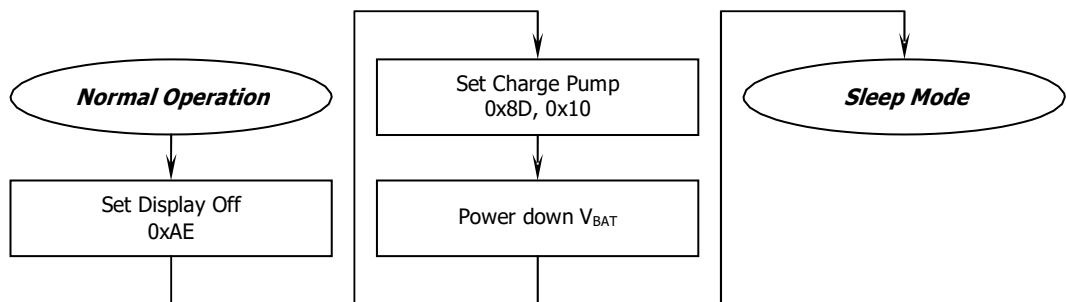 Normal Operation
Set Display Off
0xAE
Set Charge Pump
0x8D, 0x10
Power down VBAT
Sleep Mode